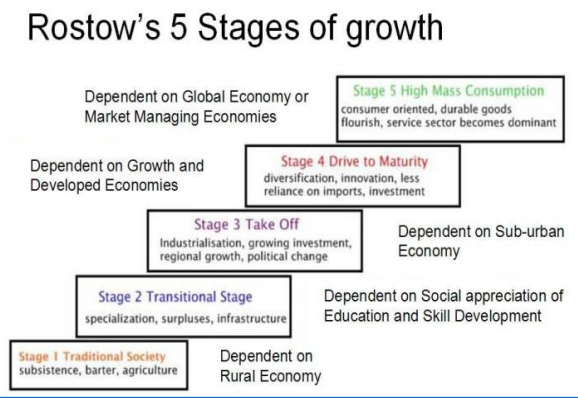 Rostow's 5 Stages of growth
Dependent on Global Economy or
Market Managing Economies
Stage 5 High Mass Consumption
consumer oriented, durable goods
flourish, service sector becomes dominant
Dependent on Growth and
Developed Economies
Stage 4 Drive to Maturity
diversification, innovation, less
reliance on imports, investment
Stage 3 Take Off
Industrialisation, growing investment,
regional growth, political change
Dependent on Sub-urban
Economy
Stage 2 Transitional Stage
specialization, surpluses, infrastructure
Dependent on Social appreciation of
Education and Skill Development
Stage 1 Traditional Society
subsistence, barter, agriculture
Dependent on
Rural Economy